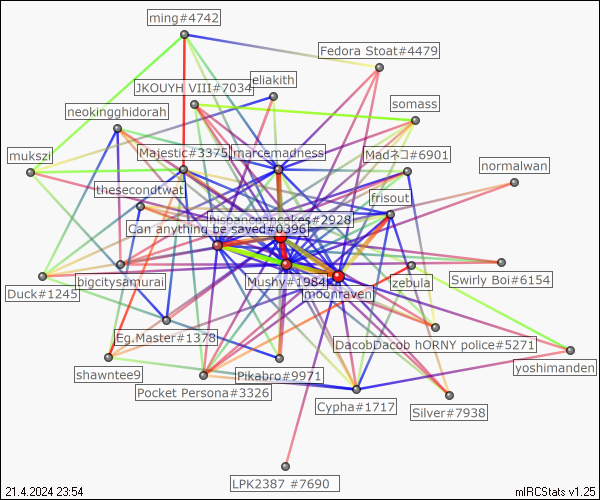 ming#4742
Fedora Stoat#4479
eliakith
JKOUYH VIII#7034
somass
neokingghidorah
mukszi
Majestic#3375
marcemadness
Madネコ#6901
normalwan
thesecondtwat
frisout
hispancnancakes#2928
Can anything be saved#0396
Duck#1245
bigcitysamurai
Mushy#1984
moonraven
zebula
Swirly Boi#6154
Eg.Master#1378
DacobDacob hORNY police#5271
shawntee9
Pikabro#9971
yoshimanden
Pocket Persona#3326
Cypha#1717
Silver#7938
LPK2387 #7690
21.4.2024 23:54
mIRCStats v1.25